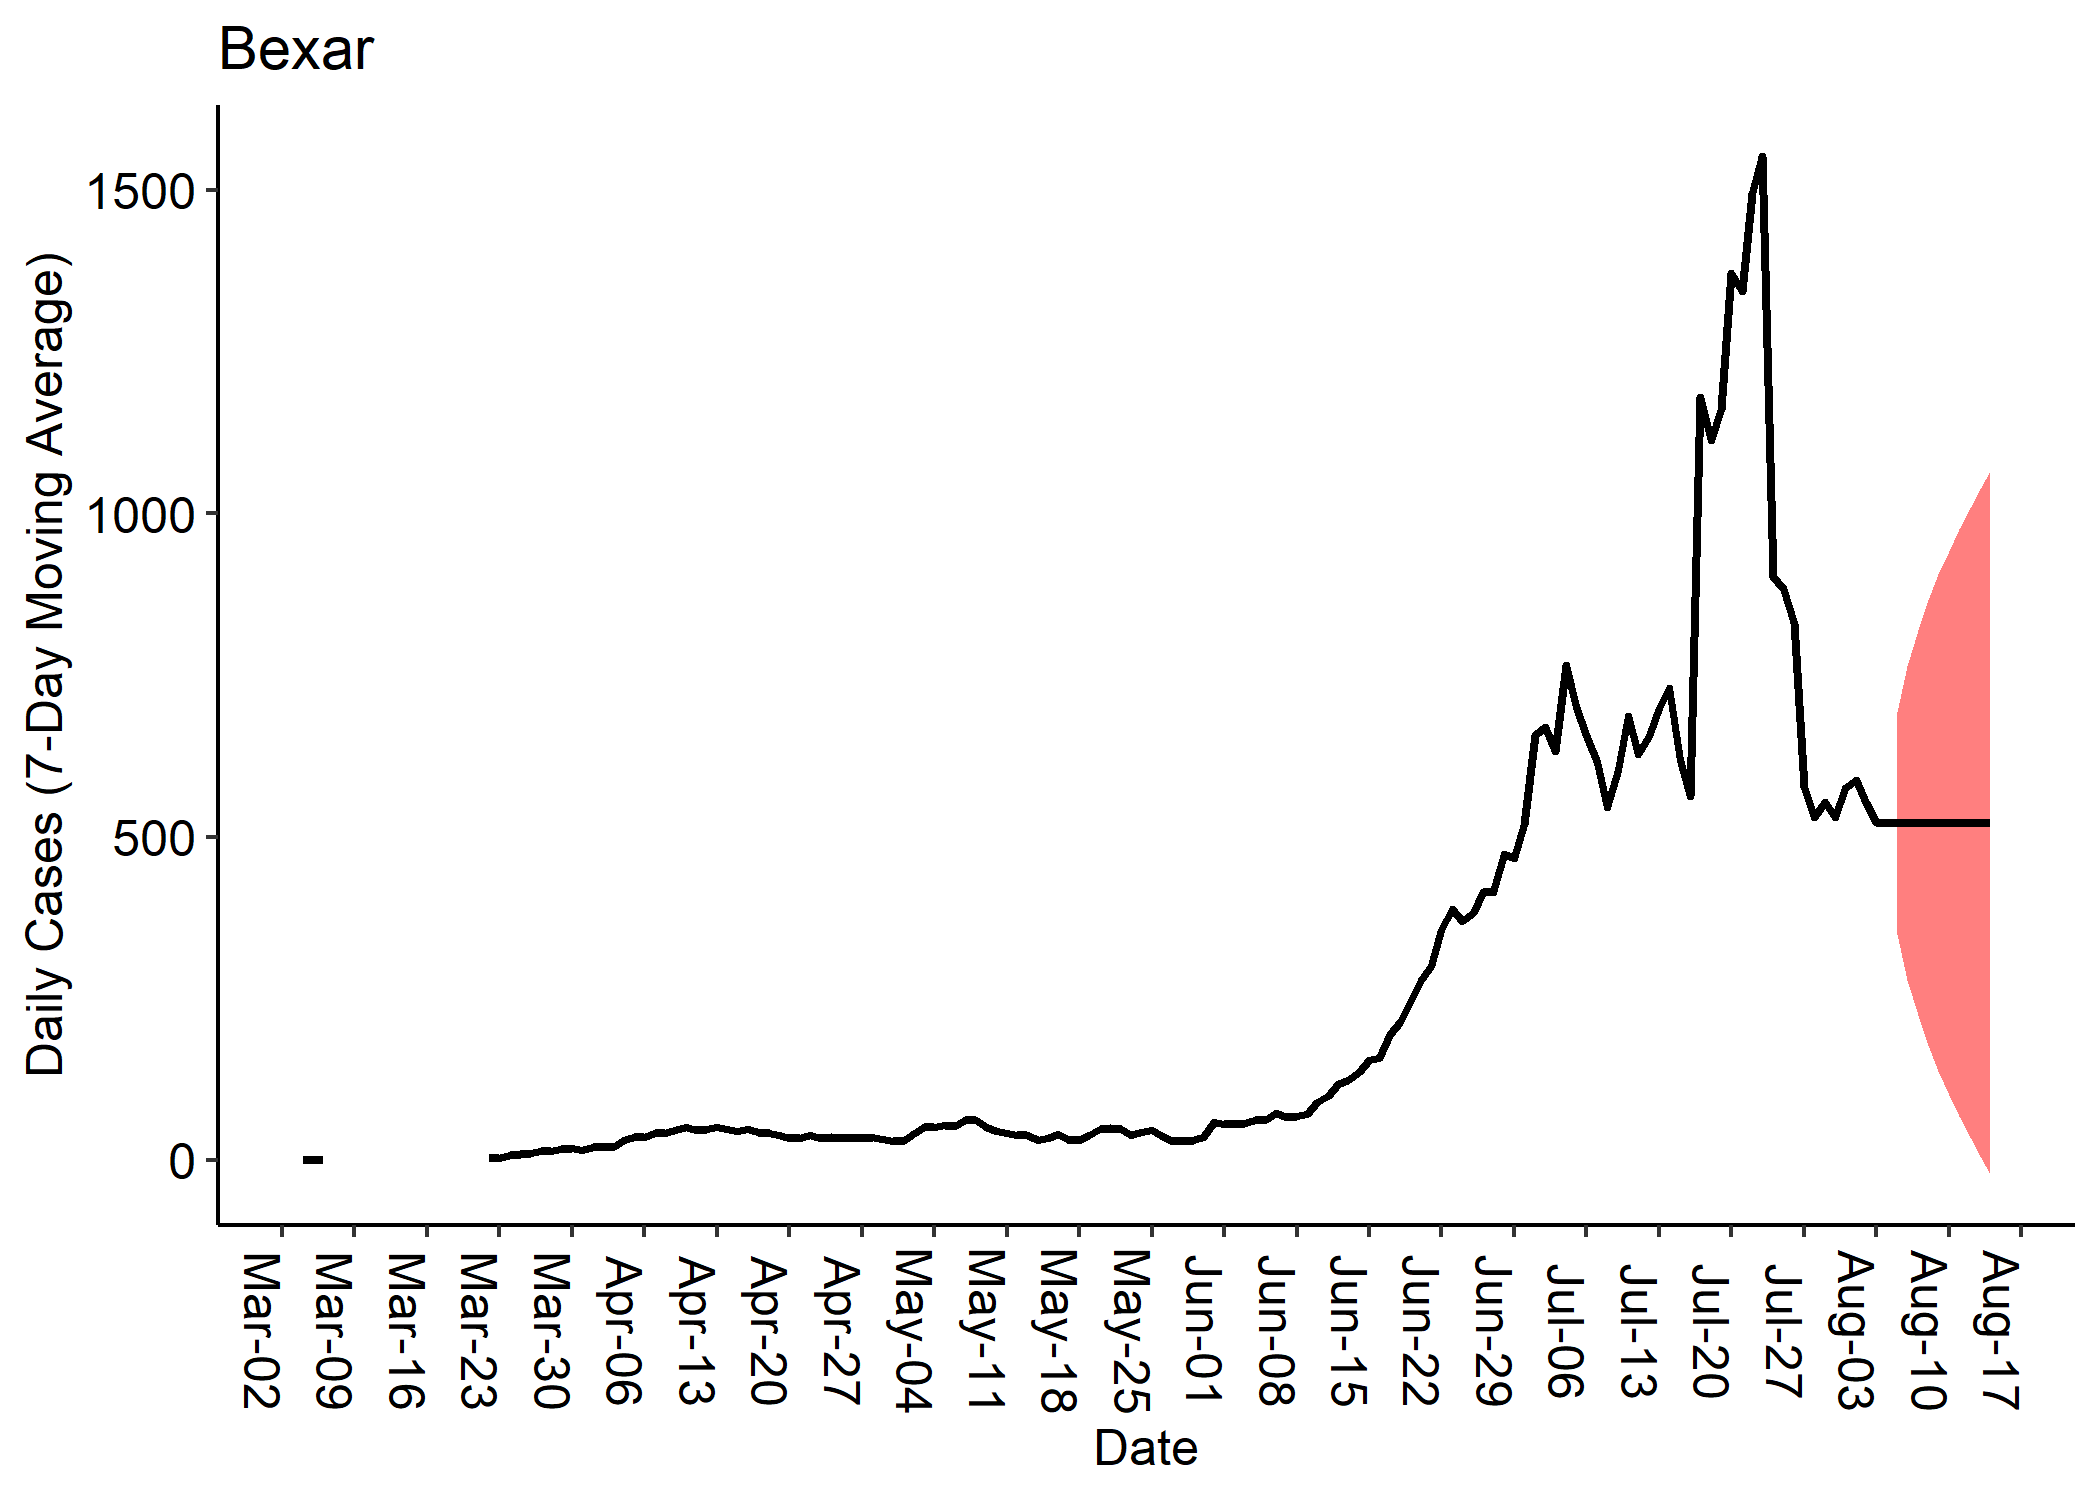 Bexar
Daily Cases (7-Day Moving Average)
1500
1000
500
0
Mar-02
Mar-09
Mar-16
Mar-23
Mar-30
Apr-06
Apr-13
Apr-20
Apr-27
May-04
May-11
May-18
May-25
Jun-01
Jun-08
Jun-15
Jun-22
Jun-29
Jul-06
Jul-13
Jul-20
Jul-27
Aug-03
Aug-10
Aug-17
Date